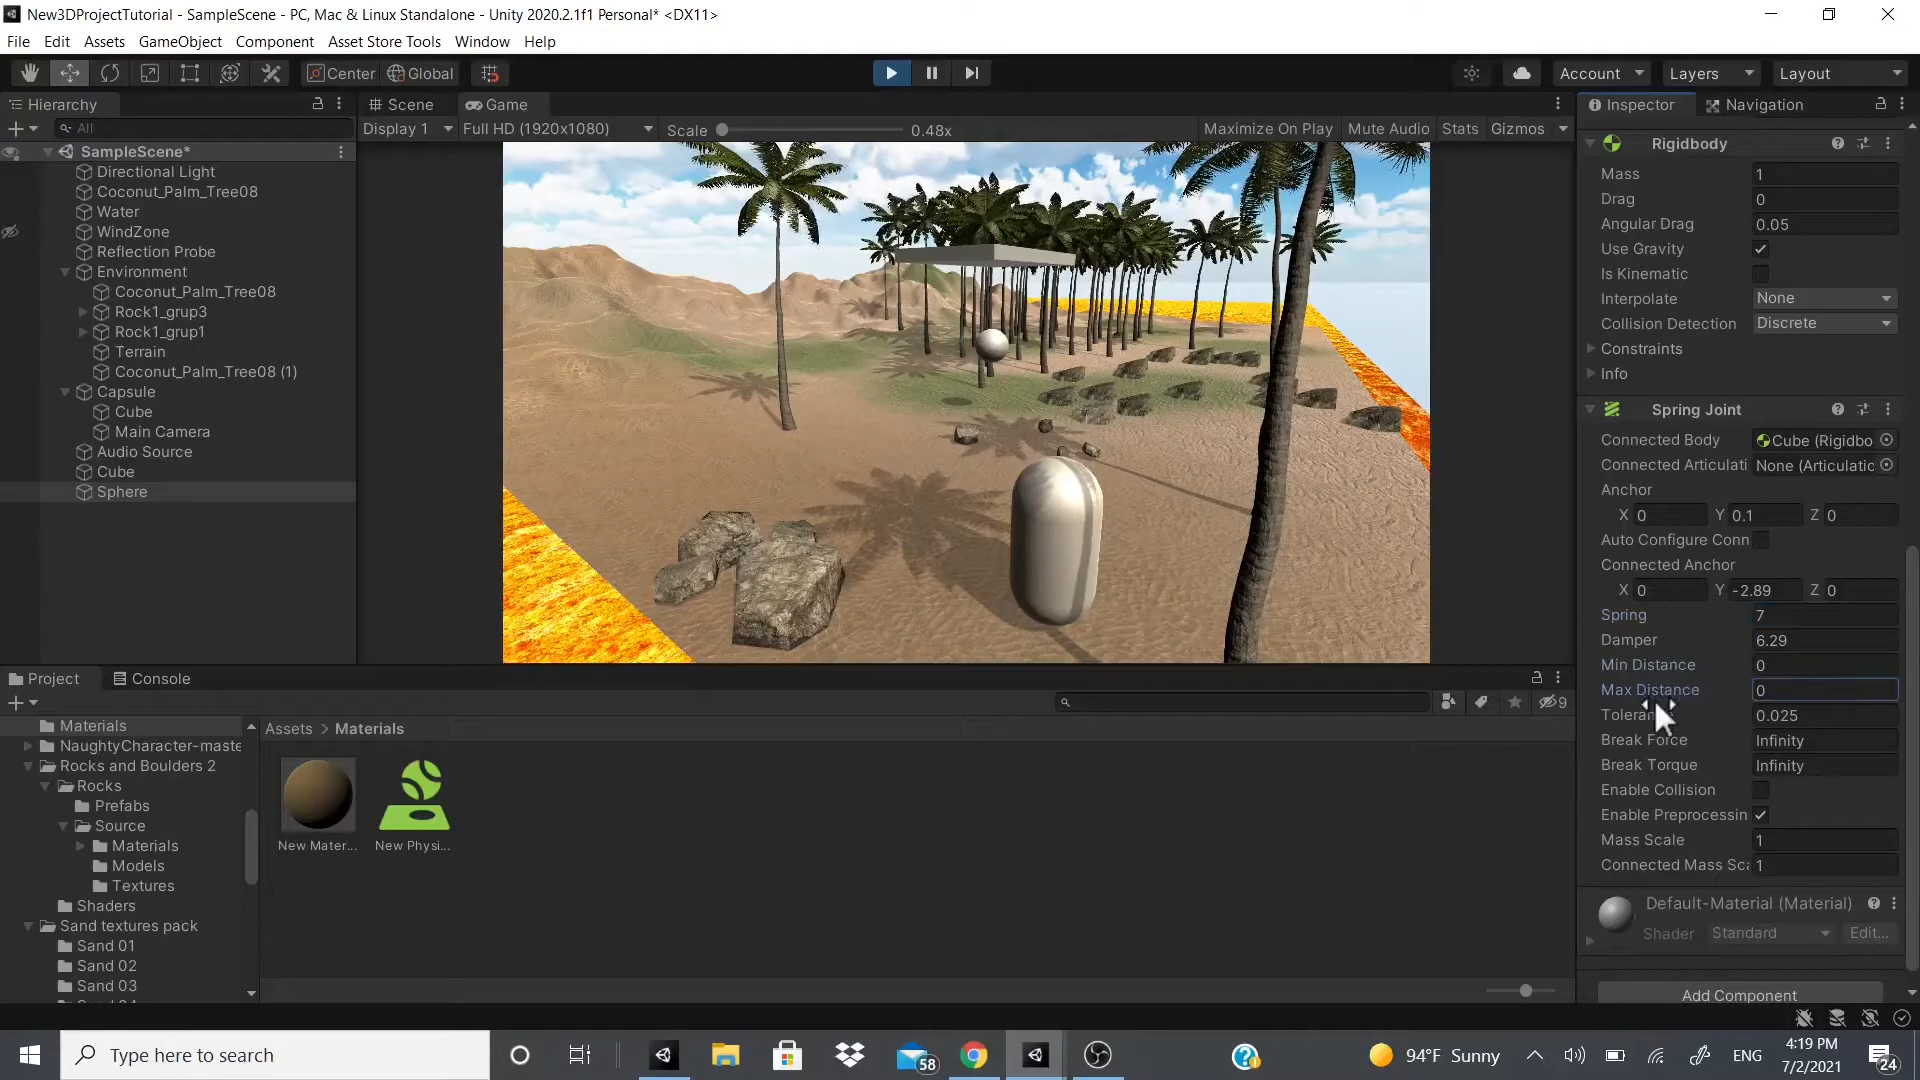 New3DProjectTutorial - SampleScene - PC, Mac & Linux Standalone - Unity 2020.2.1f1 Personal* <DX11>
File Edit Assets GameObject Component Asset Store Tools Window Help
Center Global Account Layers Layout
Hierarchy
All
SampleScene*
Directional Light
Coconut_Palm_Tree08
Water
WindZone
Reflection Probe
Environment
Coconut_Palm_Tree08
Rock1_grup3
Rock1_grup1
Terrain
Coconut_Palm_Tree08 (1)
Capsule
Cube
Main Camera
Audio Source
Cube
Sphere
Scene Game
Display 1 Full HD (1920x1080) Scale 0.48x Maximize On Play Mute Audio Stats Gizmos
Inspector Navigation
Rigidbody
Mass 1
Drag 0
Angular Drag 0.05
Use Gravity
Is Kinematic
Interpolate None
Collision Detection Discrete
Constraints
Info
Spring Joint
Connected Body Cube (Rigidbo
Connected Articulati None (Articulatic
Anchor
X 0 Y 0.1 Z 0
Auto Configure Conn
Connected Anchor
X 0 Y -2.89 Z 0
Spring 7
Damper 6.29
Min Distance 0
Max Distance 0
0.025
Break Force Infinity
Break Torque Infinity
Enable Collision
Enable Preprocessin
Mass Scale 1
Connected Mass Sca 1
Default-Material (Material)
Shader Standard Edit...
Add Component
Project Console
9
Materials
NaughtyCharacter-maste
Rocks and Boulders 2
Rocks
Prefabs
Source
Materials
Models
Textures
Shaders
Sand textures pack
Sand 01
Sand 02
Sand 03
Assets > Materials
New Mater... New Physi...
Type here to search
58
94°F Sunny
ENG
4:19 PM
7/2/2021
24